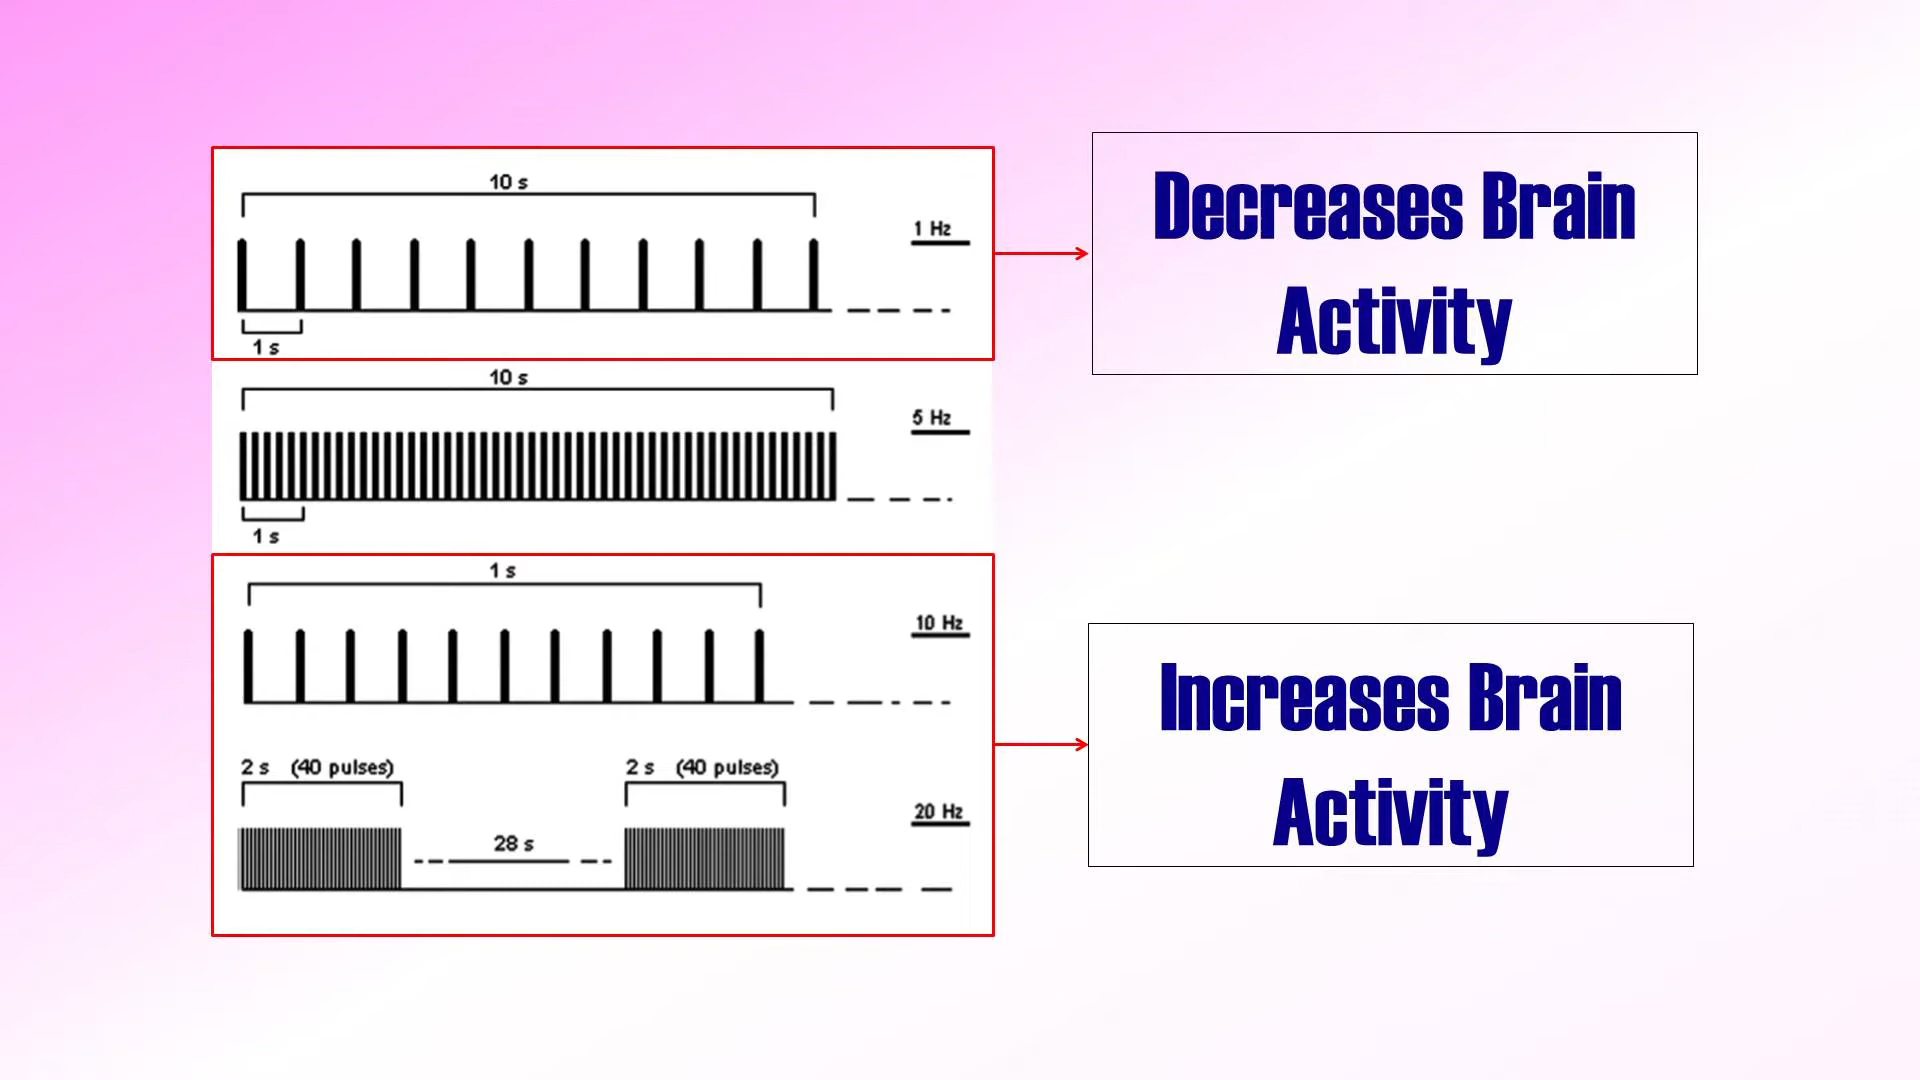 10 s
1 Hz
1 s
Decreases Brain
Activity
10 s
5 Hz
1 s
1 s
10 Hz
2 s (40 pulses)
2 s (40 pulses)
28 s
20 Hz
Increases Brain
Activity